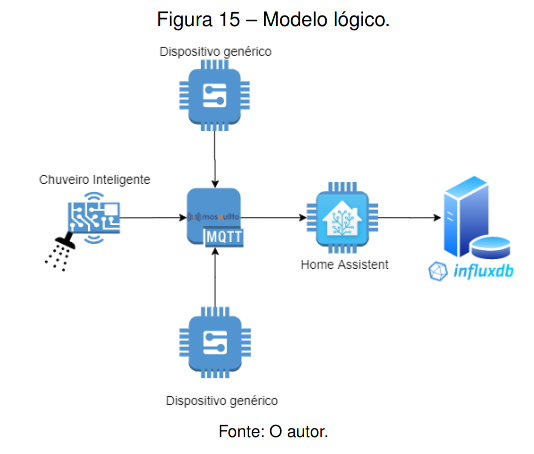 Figura 15 – Modelo lógico.
Dispositivo genérico
Chuveiro Inteligente
mosquitto
MQTT
Home Assistent
influxdb
Dispositivo genérico
Fonte: O autor.